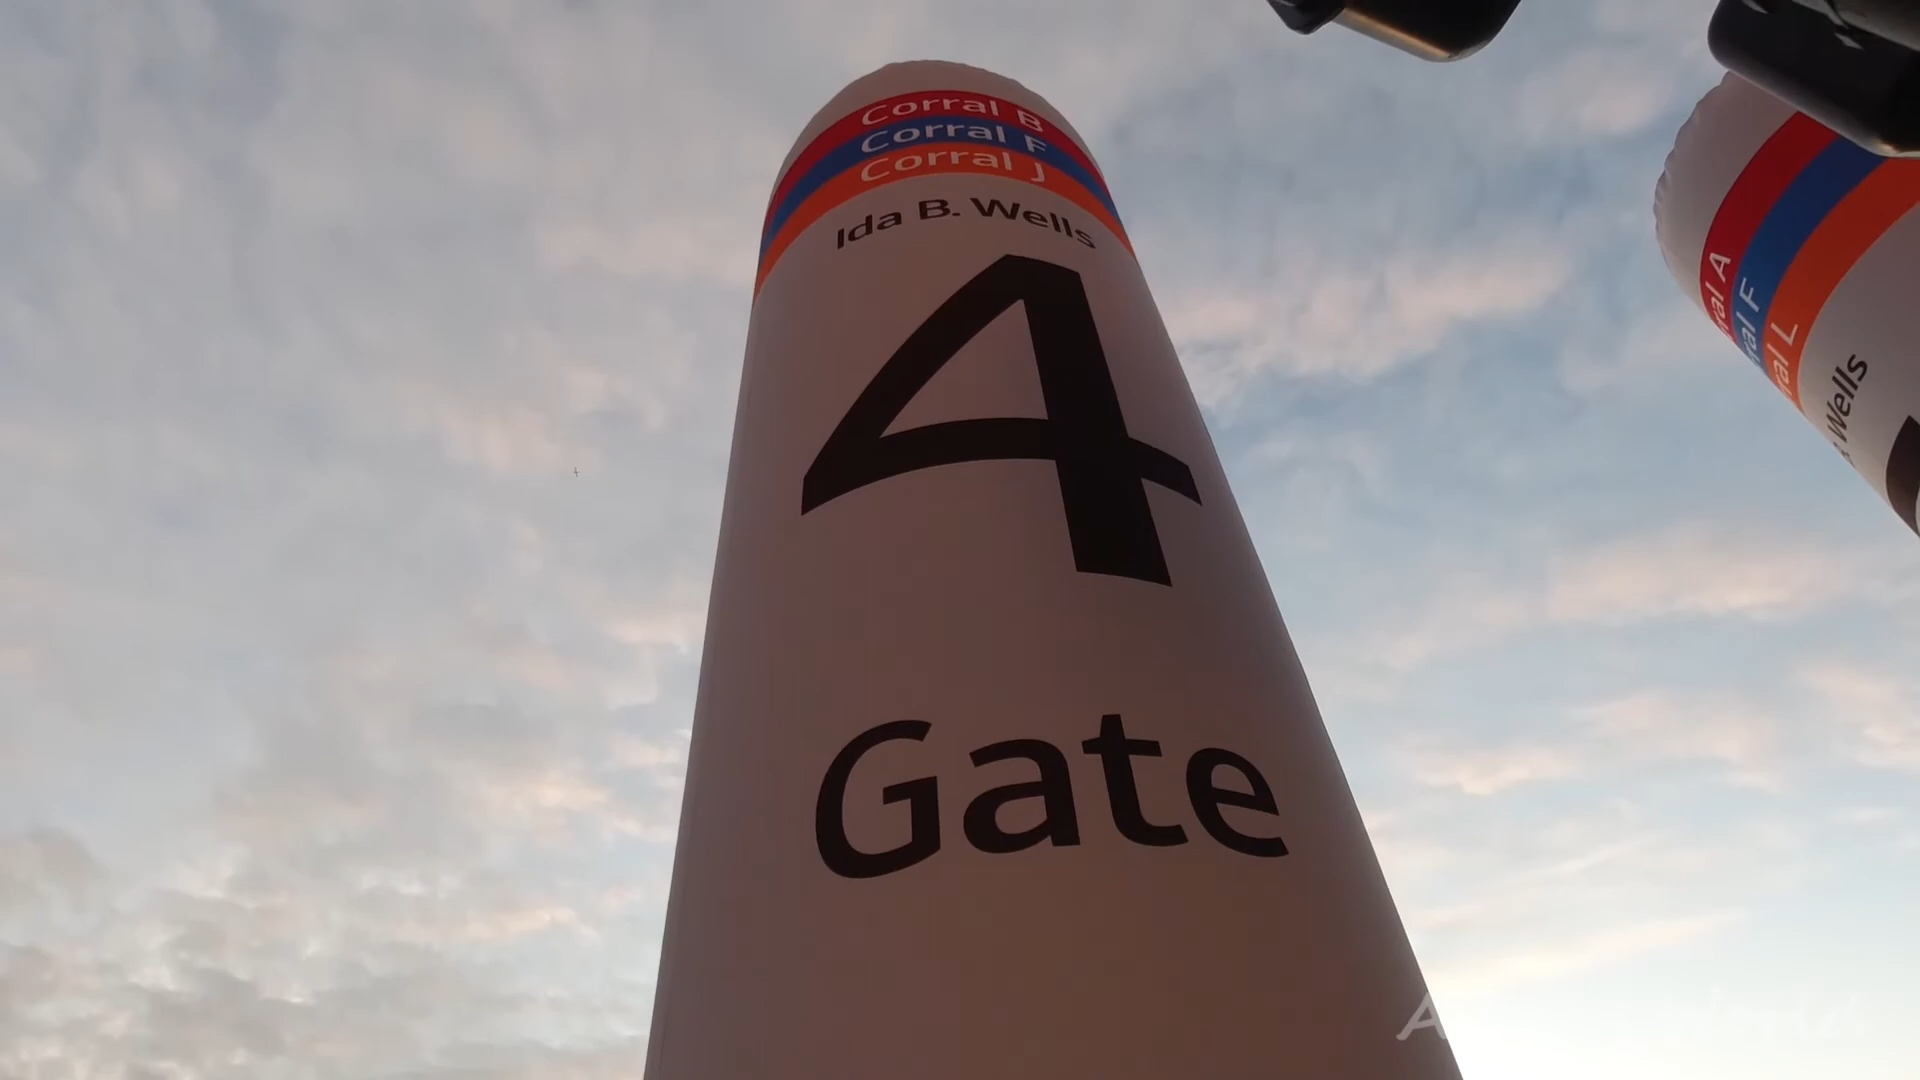 Corral B
Corral F
Corral J
Ida B. Wells
4
Gate
A
F
L
Wells